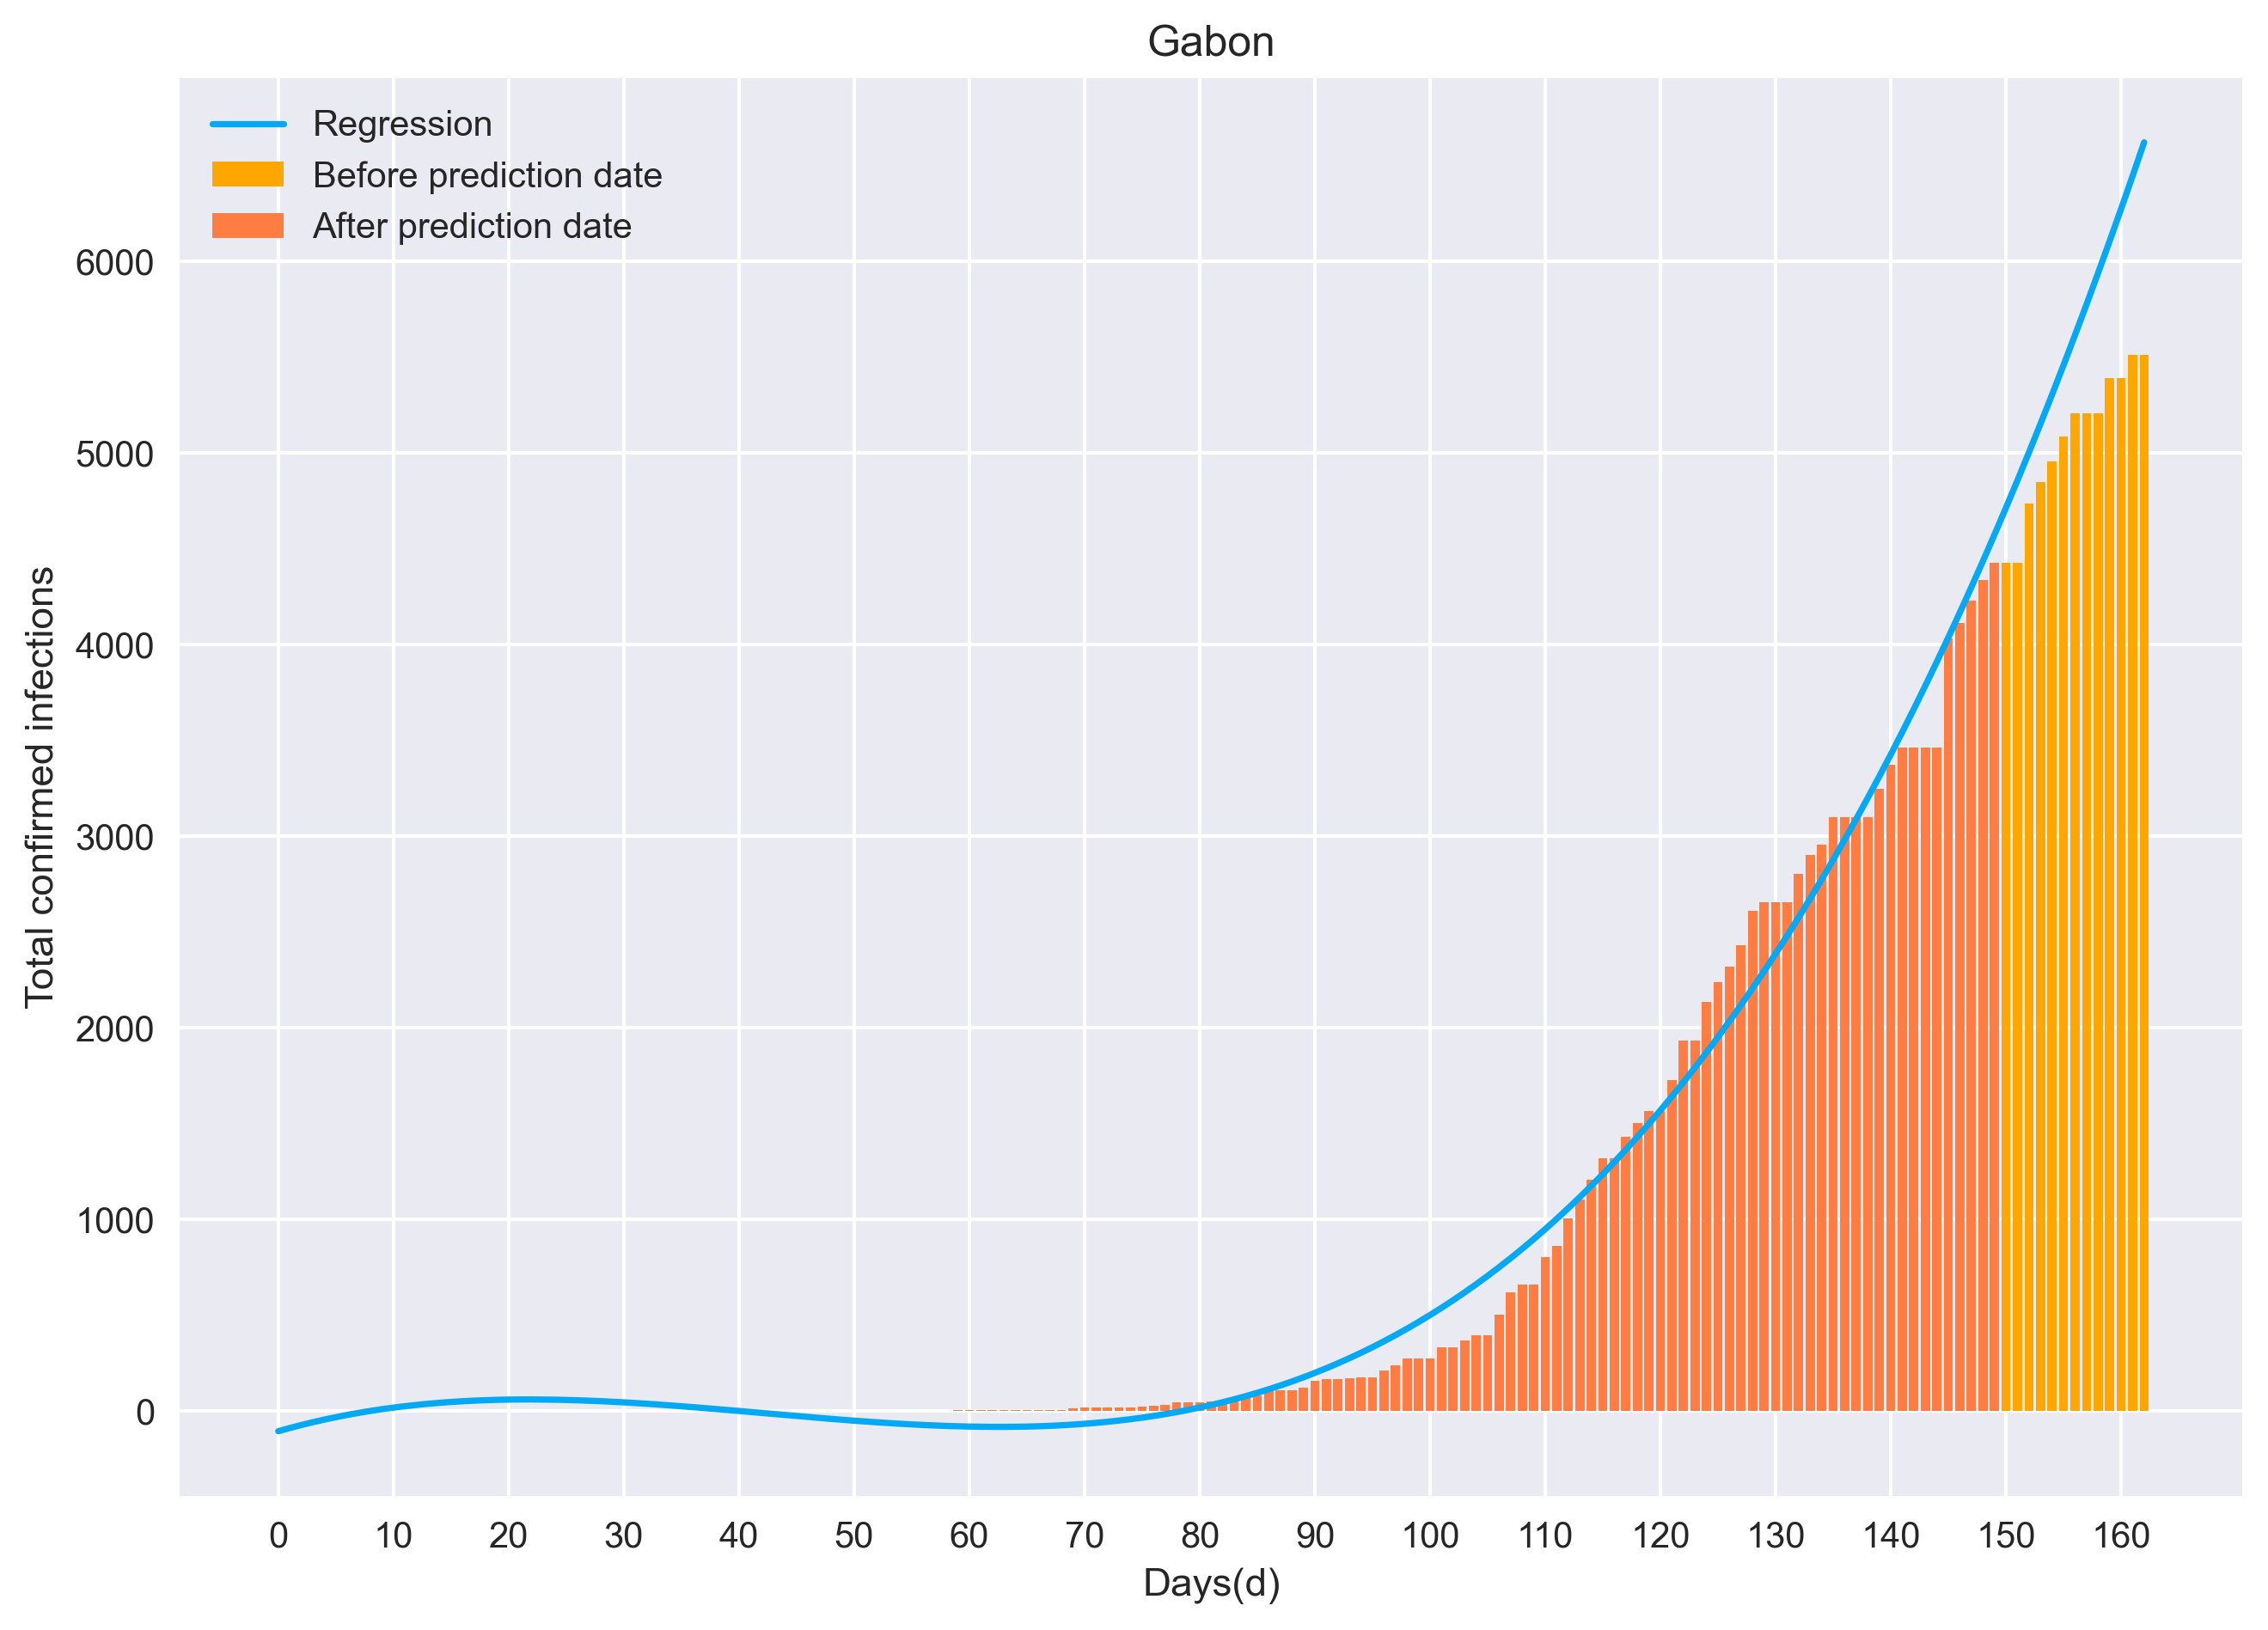 Gabon
Regression
Before prediction date
After prediction date
6000
5000
4000
3000
2000
1000
0
Total confirmed infections
0 10 20 30 40 50 60 70 80 90 100 110 120 130 140 150 160
Days(d)